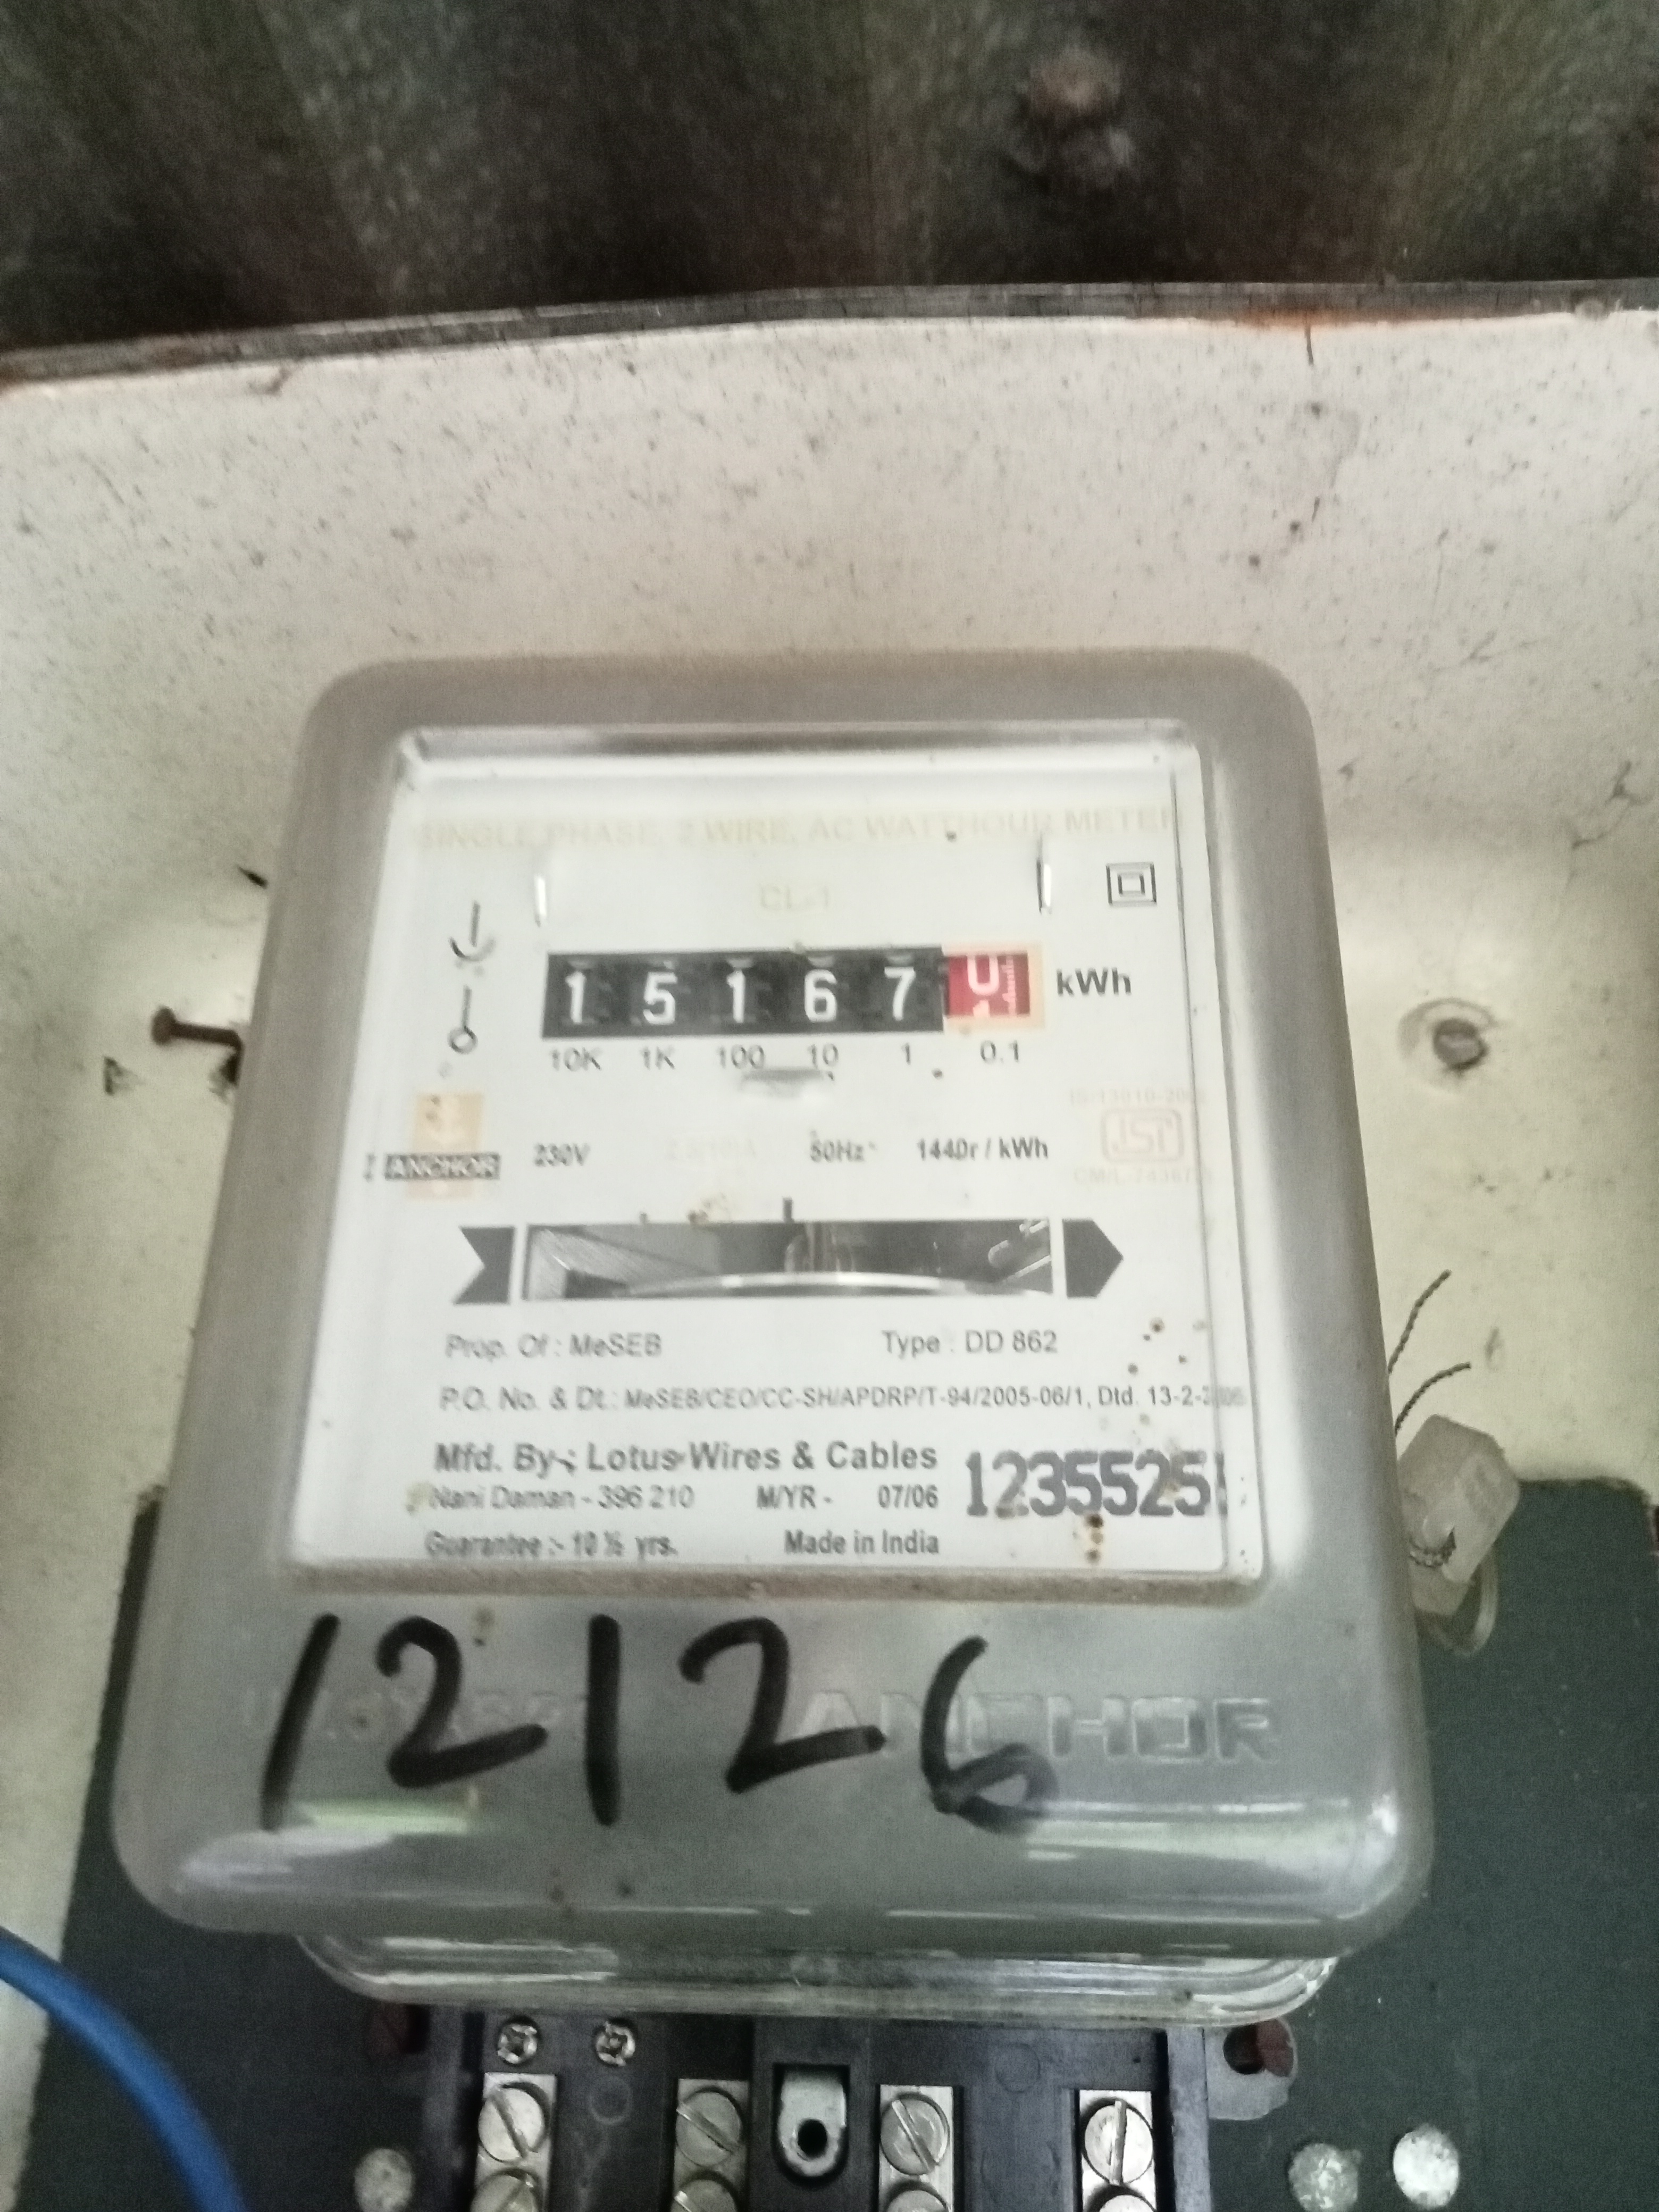 SINGLE PHASE, 2 WIRE, AC WATTHOUR METER
CL-1
1 5 1 6 7 0 kWh
10K 1K 100 10 1 0.1
ANCHOR 230V 50Hz 1440r / kWh
ISI
Prop. Of : MeSEB Type : DD 862
P.O. No. & Dt.: MeSEB/CEO/CC-SH/APDRP/T-94/2005-06/1, Dtd. 13-2-
Mfd. By : Lotus Wires & Cables
Nani Daman - 396 210 M/YR - 07/06
1235525
Guarantee :- 10 ½ yrs. Made in India
12126
ANCHOR